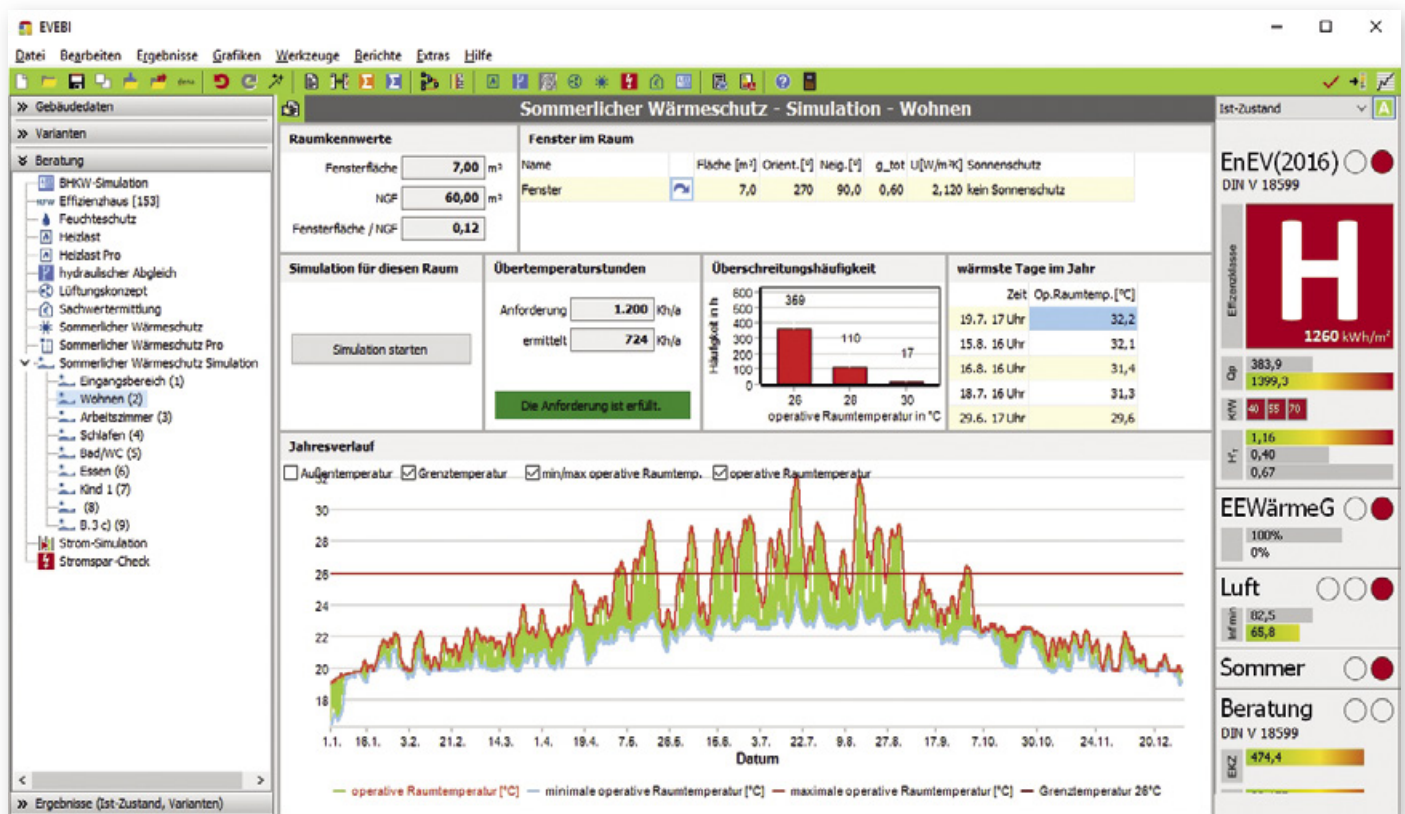 EVEBI
Datei Bearbeiten Ergebnisse Grafiken Werkzeuge Berichte Extras Hilfe
Gebäudedaten
Varianten
Beratung
BHKW-Simulation
Effizienzhaus [153]
Feuchteschutz
Heizlast
Heizlast Pro
hydraulischer Abgleich
Lüftungskonzept
Sachwertermittlung
Sommerlicher Wärmeschutz
Sommerlicher Wärmeschutz Pro
Sommerlicher Wärmeschutz Simulation
Eingangsbereich (1)
Wohnen (2)
Arbeitszimmer (3)
Schlafen (4)
Bad/WC (5)
Essen (6)
Kind 1 (7)
(8)
B.3 c) (9)
Strom-Simulation
Stromspar-Check
Ergebnisse (Ist-Zustand, Varianten)
Sommerlicher Wärmeschutz - Simulation - Wohnen
Raumkennwerte
Fensterfläche 7,00 m²
NGF 60,00 m²
Fensterfläche / NGF 0,12
Fenster im Raum
Name Fläche [m²] Orient.[°] Neig.[°] g_tot U[W/m²K] Sonnenschutz
Fenster 7,0 270 90,0 0,60 2,120 kein Sonnenschutz
Simulation für diesen Raum
Simulation starten
Übertemperaturstunden
Anforderung 1.200 Kh/a
ermittelt 724 Kh/a
Die Anforderung ist erfüllt.
Überschreitungshäufigkeit
Häufigkeit in h
600
500
400
300
200
100
0
369
110
17
26 28 30
operative Raumtemperatur in °C
wärmste Tage im Jahr
Zeit Op.Raumtemp.[°C]
19.7. 17 Uhr 32,2
15.8. 16 Uhr 32,1
16.8. 16 Uhr 31,4
18.7. 16 Uhr 31,3
29.6. 17 Uhr 29,6
Jahresverlauf
Außentemperatur Grenztemperatur min/max operative Raumtemp. operative Raumtemperatur
32
30
28
26
24
22
20
18
1.1. 16.1. 3.2. 21.2. 14.3. 1.4. 19.4. 7.5. 26.5. 16.6. 3.7. 22.7. 9.8. 27.8. 17.9. 7.10. 30.10. 24.11. 20.12.
Datum
operative Raumtemperatur [°C] minimale operative Raumtemperatur [°C] maximale operative Raumtemperatur [°C] Grenztemperatur 26°C
Ist-Zustand
A
EnEV(2016)
DIN V 18599
Effizienzklasse
H
1260 kWh/m²
Qp
383,9
1399,3
KfW
40 55 70
H'T
1,16
0,40
0,67
EEWärmeG
100%
0%
Luft
Inf min
82,5
65,8
Sommer
Beratung
DIN V 18599
EKZ
474,4